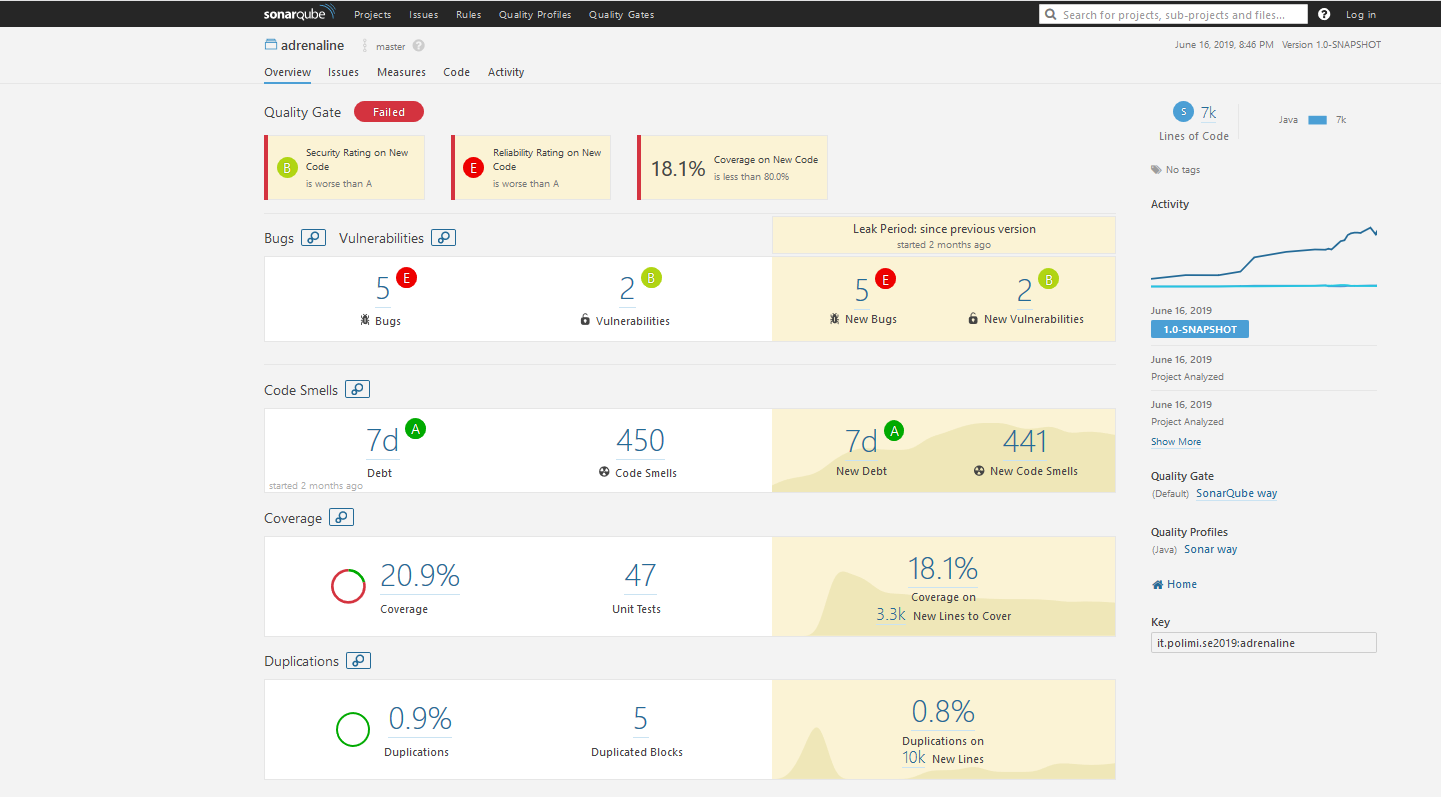 sonarqube Projects Issues Rules Quality Profiles Quality Gates Search for projects, sub-projects and files... ? Log in
adrenaline master ? June 16, 2019, 8:46 PM Version 1.0-SNAPSHOT
Overview Issues Measures Code Activity
Quality Gate Failed
B Security Rating on New
Code
is worse than A
E Reliability Rating on New
Code
is worse than A
18.1% Coverage on New Code
is less than 80.0%
Bugs Vulnerabilities
Leak Period: since previous version
started 2 months ago
5 E
Bugs
2 B
Vulnerabilities
5 E
New Bugs
2 B
New Vulnerabilities
Code Smells
7d A
Debt
450
Code Smells
started 2 months ago
7d A
New Debt
441
New Code Smells
Coverage
20.9%
Coverage
47
Unit Tests
18.1%
Coverage on
3.3k New Lines to Cover
Duplications
0.9%
Duplications
5
Duplicated Blocks
0.8%
Duplications on
10k New Lines
S 7k
Lines of Code
Java 7k
No tags
Activity
June 16, 2019
1.0-SNAPSHOT
June 16, 2019
Project Analyzed
June 16, 2019
Project Analyzed
Show More
Quality Gate
(Default) SonarQube way
Quality Profiles
(Java) Sonar way
Home
Key
it.polimi.se2019:adrenaline